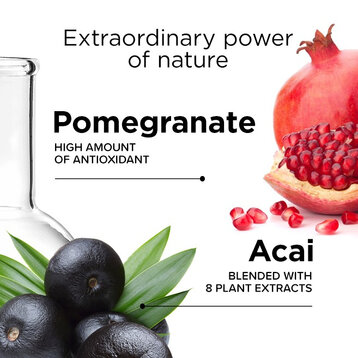 Extraordinary power
of nature
Pomegranate
HIGH AMOUNT
OF ANTIOXIDANT
Acai
BLENDED WITH
8 PLANT EXTRACTS